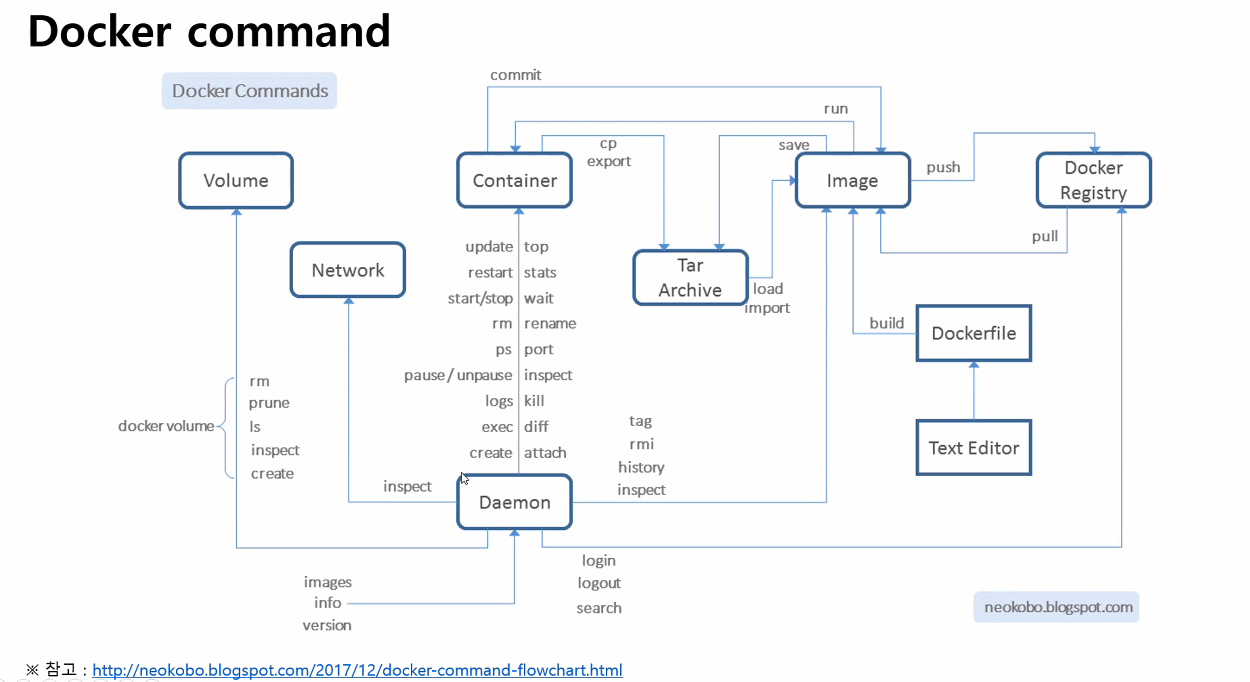 Docker command
Docker Commands
commit
run
cp
export
save
push
Volume
Container
Image
Docker
Registry
pull
Network
update top
restart stats
start/stop wait
rm rename
ps port
pause / unpause inspect
logs kill
exec diff
create attach
Tar
Archive
load
import
build
Dockerfile
Text Editor
docker volume
rm
prune
ls
inspect
create
tag
rmi
history
inspect
inspect
Daemon
images
info
version
login
logout
search
neokobo.blogspot.com
※ 참고 : http://neokobo.blogspot.com/2017/12/docker-command-flowchart.html